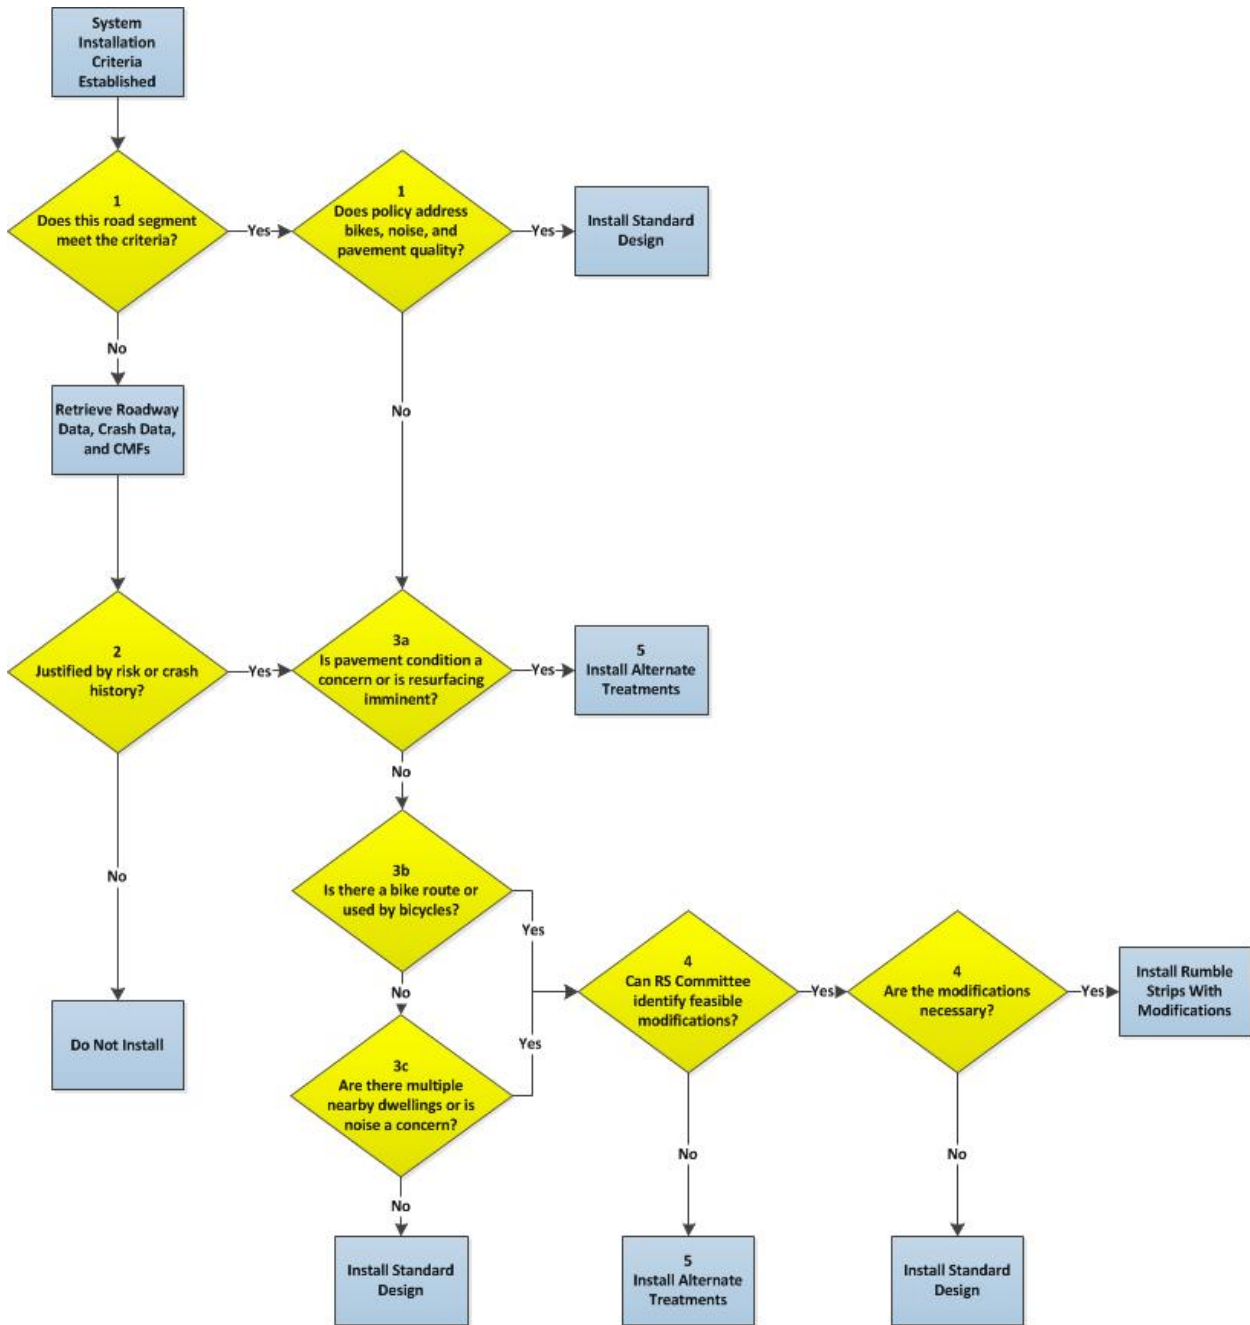 System
Installation
Criteria
Established
1
Does this road segment
meet the criteria?
Yes
1
Does policy address
bikes, noise, and
pavement quality?
Yes
Install Standard
Design
No
Retrieve Roadway
Data, Crash Data,
and CMFs
No
2
Justified by risk or crash
history?
Yes
3a
Is pavement condition a
concern or is resurfacing
imminent?
Yes
5
Install Alternate
Treatments
No
No
Do Not Install
3b
Is there a bike route or
used by bicycles?
Yes
No
3c
Are there multiple
nearby dwellings or is
noise a concern?
Yes
No
Install Standard
Design
4
Can RS Committee
identify feasible
modifications?
Yes
4
Are the modifications
necessary?
Yes
Install Rumble
Strips With
Modifications
No
5
Install Alternate
Treatments
No
Install Standard
Design